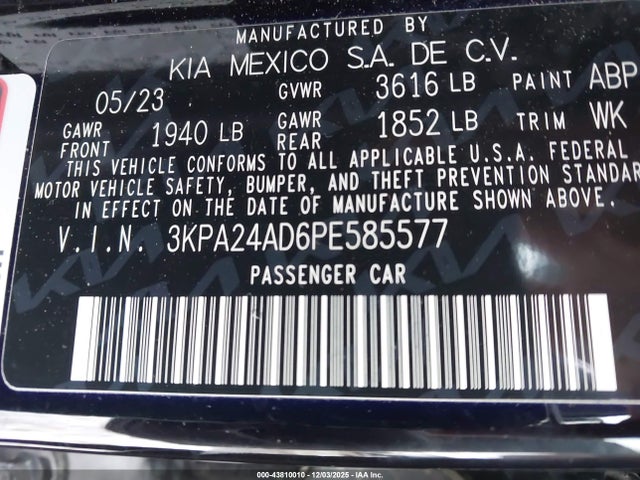 MANUFACTURED BY
KIA MEXICO S.A. DE C.V.
05/23 GVWR 3616 LB PAINT ABP
GAWR FRONT 1940 LB GAWR REAR 1852 LB TRIM WK
THIS VEHICLE CONFORMS TO ALL APPLICABLE U.S.A. FEDERAL
MOTOR VEHICLE SAFETY, BUMPER, AND THEFT PREVENTION STANDAR
IN EFFECT ON THE DATE OF MANUFACTURE SHOWN ABOVE.
V.I.N. 3KPA24AD6PE585577
PASSENGER CAR
000-43810010 - 12/03/2025 - IAA Inc.